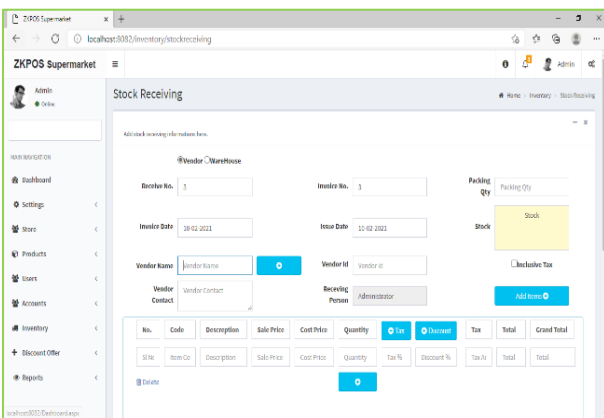 ZKPOS Supermarket
localhost:8082/inventory/stockreceiving
ZKPOS Supermarket
Admin
Admin
Online
Stock Receiving
Home > Inventory > Stock Receiving
Add stock receiving informations here.
MAIN NAVIGATION
Dashboard
Settings
Store
Products
Users
Accounts
Inventory
Discount Offer
Reports
Vendor WareHouse
Receive No. 3 Invoice No. 3 Packing Qty Packing Qty
Invoice Date 10-02-2021 Issue Date 10-02-2021 Stock Stock
Vendor Name Vendor Name Vendor Id Vendor Id Inclusive Tax
Vendor Contact Vendor Contact Receving Person Administrator Add Items
No. Code Descreption Sale Price Cost Price Quantity Tax Discount Tax Total Grand Total
Sl No Item Co Description Sale Price Cost Price Quantity Tax % Discount % Tax A Total Total
Delete
localhost:8082/Dashboard.aspx